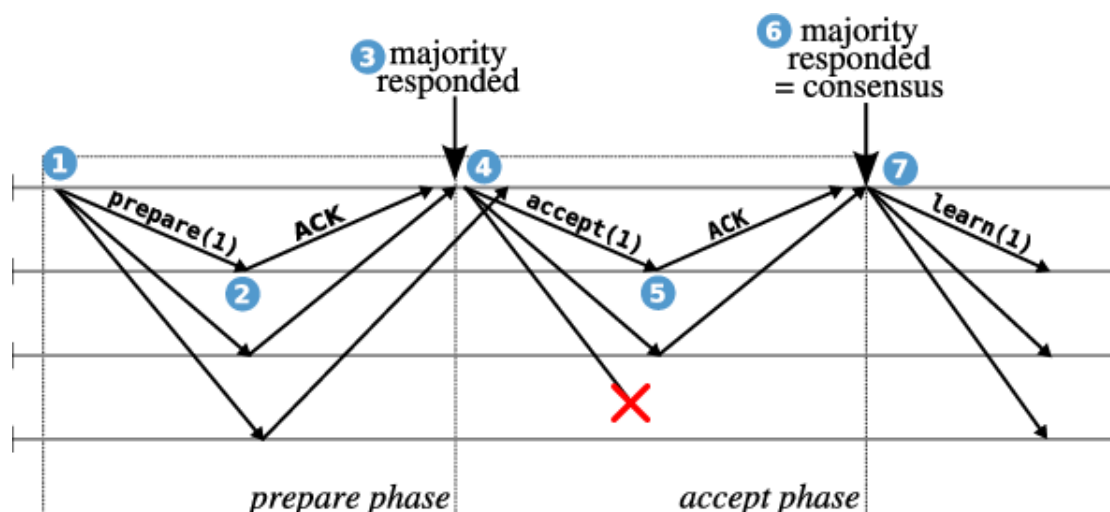 3 majority
responded
6 majority
responded
= consensus
1
4
7
prepare(1)
ACK
accept(1)
ACK
learn(1)
2
5
prepare phase
accept phase